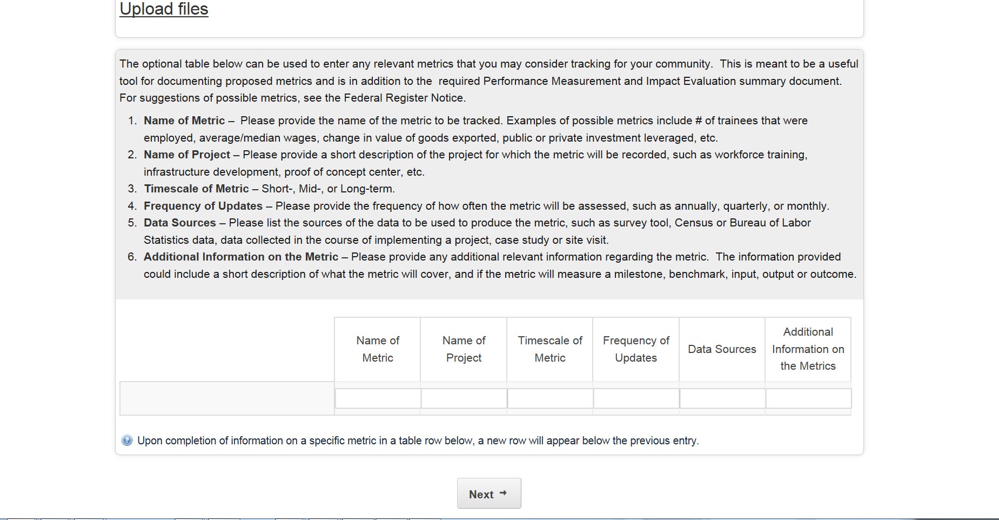 Upload files
The optional table below can be used to enter any relevant metrics that you may consider tracking for your community.  This is meant to be a useful
tool for documenting proposed metrics and is in addition to the  required Performance Measurement and Impact Evaluation summary document.
For suggestions of possible metrics, see the Federal Register Notice.
1. Name of Metric –  Please provide the name of the metric to be tracked. Examples of possible metrics include # of trainees that were
employed, average/median wages, change in value of goods exported, public or private investment leveraged, etc.
2. Name of Project – Please provide a short description of the project for which the metric will be recorded, such as workforce training,
infrastructure development, proof of concept center, etc.
3. Timescale of Metric – Short-, Mid-, or Long-term.
4. Frequency of Updates – Please provide the frequency of how often the metric will be assessed, such as annually, quarterly, or monthly.
5. Data Sources – Please list the sources of the data to be used to produce the metric, such as survey tool, Census or Bureau of Labor
Statistics data, data collected in the course of implementing a project, case study or site visit.
6. Additional Information on the Metric – Please provide any additional relevant information regarding the metric.  The information provided
could include a short description of what the metric will cover, and if the metric will measure a milestone, benchmark, input, output or outcome.
Name of
Metric
Name of
Project
Timescale of
Metric
Frequency of
Updates
Data Sources
Additional
Information on
the Metrics
? Upon completion of information on a specific metric in a table row below, a new row will appear below the previous entry.
Next →